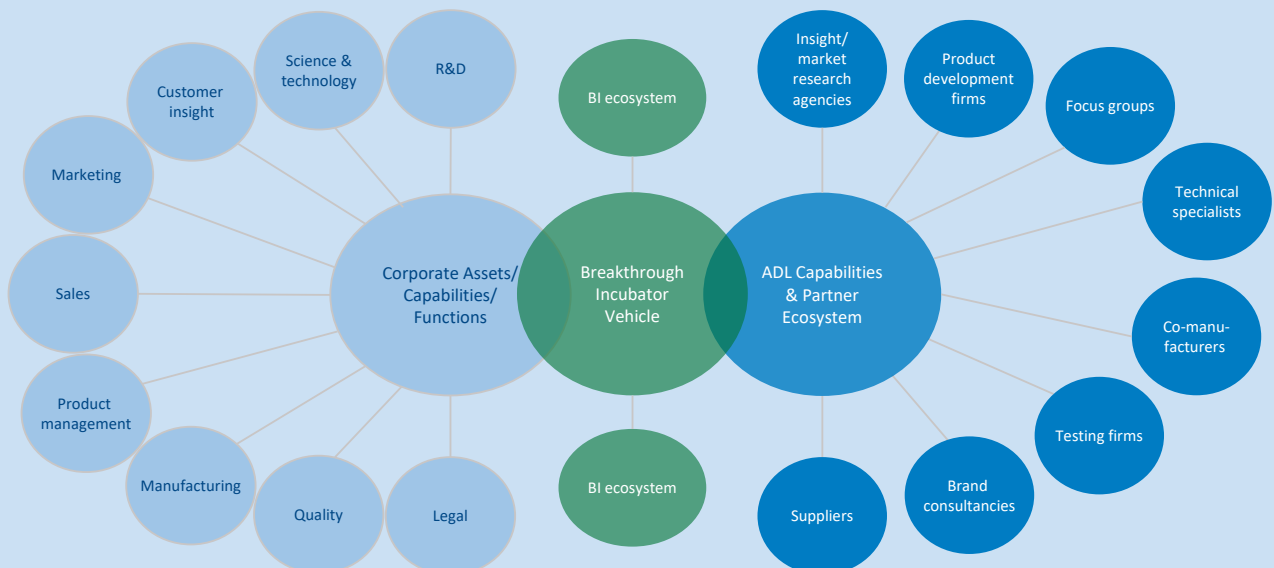 Science &
technology
R&D
Customer
insight
Marketing
Sales
Product
management
Manufacturing
Quality
Legal
Corporate Assets/
Capabilities/
Functions
BI ecosystem
Breakthrough
Incubator
Vehicle
BI ecosystem
ADL Capabilities
& Partner
Ecosystem
Insight/
market
research
agencies
Product
development
firms
Focus groups
Technical
specialists
Co-manu-
facturers
Testing firms
Brand
consultancies
Suppliers